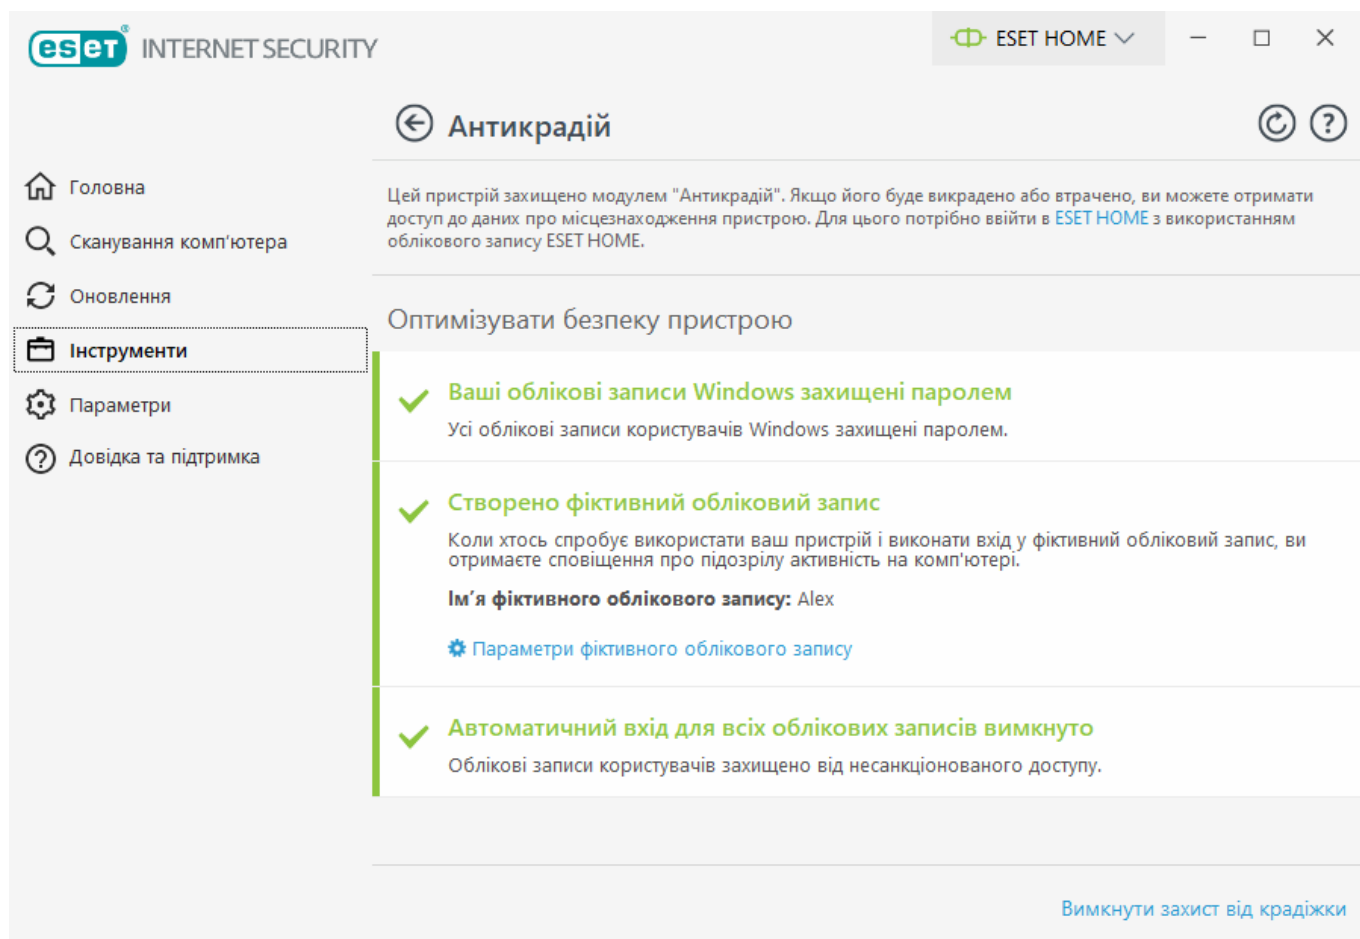 eset® INTERNET SECURITY
ESET HOME
Антикрадій
Головна
Сканування комп'ютера
Оновлення
Інструменти
Параметри
Довідка та підтримка
Цей пристрій захищено модулем "Антикрадій". Якщо його буде викрадено або втрачено, ви можете отримати
доступ до даних про місцезнаходження пристрою. Для цього потрібно ввійти в ESET HOME з використанням
облікового запису ESET HOME.
Оптимізувати безпеку пристрою
Ваші облікові записи Windows захищені паролем
Усі облікові записи користувачів Windows захищені паролем.
Створено фіктивний обліковий запис
Коли хтось спробує використати ваш пристрій і виконати вхід у фіктивний обліковий запис, ви
отримаєте сповіщення про підозрілу активність на комп'ютері.
Ім’я фіктивного облікового запису: Alex
Параметри фіктивного облікового запису
Автоматичний вхід для всіх облікових записів вимкнуто
Облікові записи користувачів захищено від несанкціонованого доступу.
Вимкнути захист від крадіжки